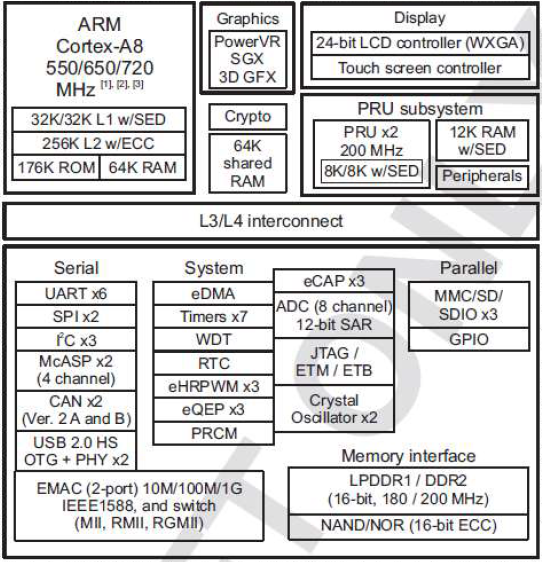 ARM
Cortex-A8
550/650/720
MHz [1], [2], [3]
32K/32K L1 w/SED
256K L2 w/ECC
176K ROM 64K RAM
Graphics
PowerVR
SGX
3D GFX
Crypto
64K
shared
RAM
Display
24-bit LCD controller (WXGA)
Touch screen controller
PRU subsystem
PRU x2
200 MHz
8K/8K w/SED
12K RAM
w/SED
Peripherals
L3/L4 interconnect
Serial
UART x6
SPI x2
I²C x3
McASP x2
(4 channel)
CAN x2
(Ver. 2 A and B)
USB 2.0 HS
OTG + PHY x2
EMAC (2-port) 10M/100M/1G
IEEE1588, and switch
(MII, RMII, RGMII)
System
eDMA
Timers x7
WDT
RTC
eHRPWM x3
eQEP x3
PRCM
eCAP x3
ADC (8 channel)
12-bit SAR
JTAG /
ETM / ETB
Crystal
Oscillator x2
Parallel
MMC/SD/
SDIO x3
GPIO
Memory interface
LPDDR1 / DDR2
(16-bit, 180 / 200 MHz)
NAND/NOR (16-bit ECC)